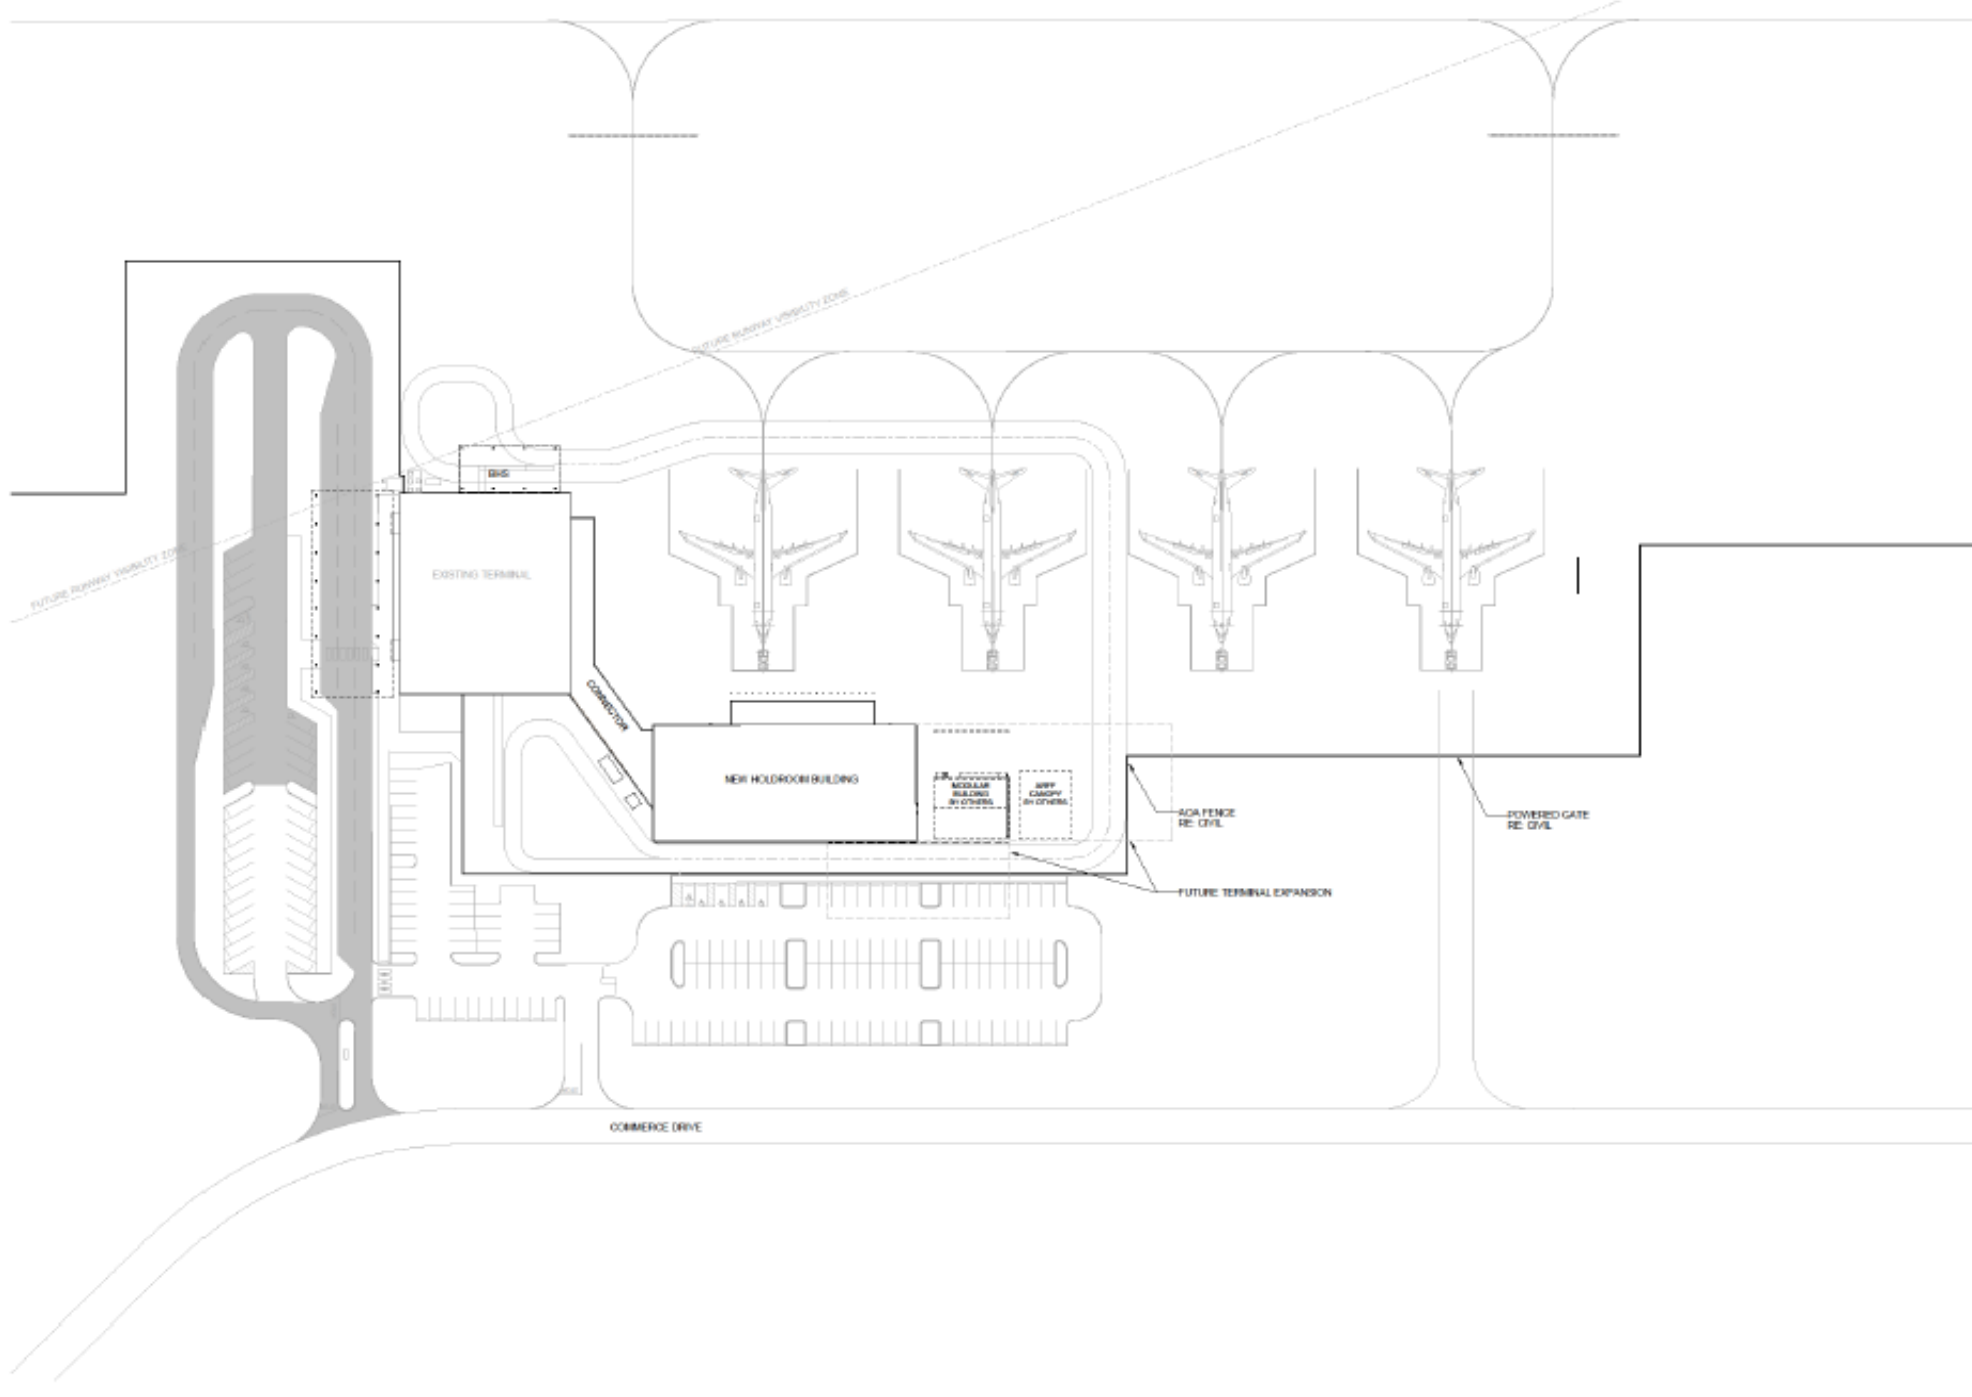 FUTURE RUNWAY VISIBILITY ZONE
BHS
FUTURE RUNWAY VISIBILITY ZONE
EXISTING TERMINAL
CONNECTOR
NEW HOLDROOM BUILDING
MODULAR
BUILDING
BY OTHERS
ARFF
CANOPY
BY OTHERS
AOA FENCE
RE: CIVIL
POWERED GATE
RE: CIVIL
FUTURE TERMINAL EXPANSION
COMMERCE DRIVE